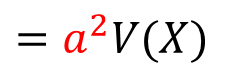 = a²V(X)